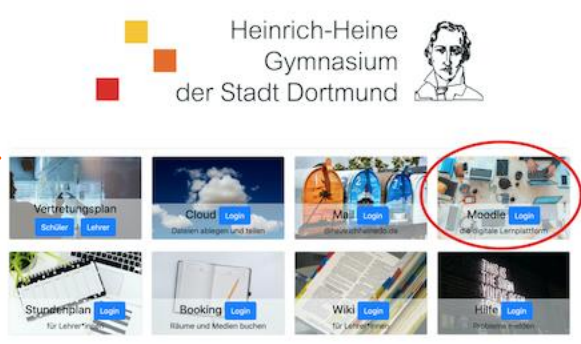 Heinrich-Heine
Gymnasium
der Stadt Dortmund
Vertretungsplan
Schüler Lehrer
Cloud Login
Dateien ablegen und teilen
Mail Login
Moodle Login
die digitale Lernplattform
Stundenplan Login
für Lehrer*innen
Booking Login
Räume und Medien buchen
Wiki Login
für Lehrer*innen
Hilfe Login
Probleme melden